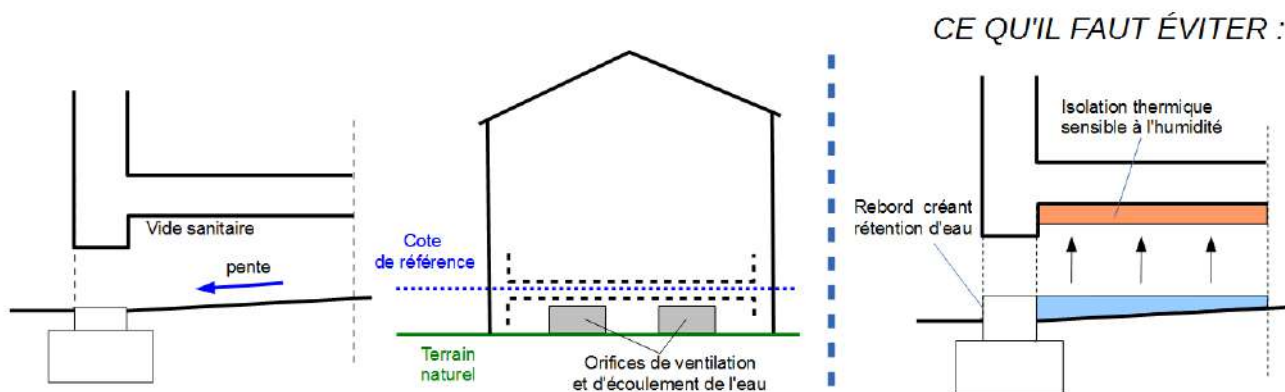 CE QU'IL FAUT ÉVITER :
Vide sanitaire
pente
Cote
de référence
Terrain
naturel
Orifices de ventilation
et d'écoulement de l'eau
Isolation thermique
sensible à l'humidité
Rebord créant
rétention d'eau